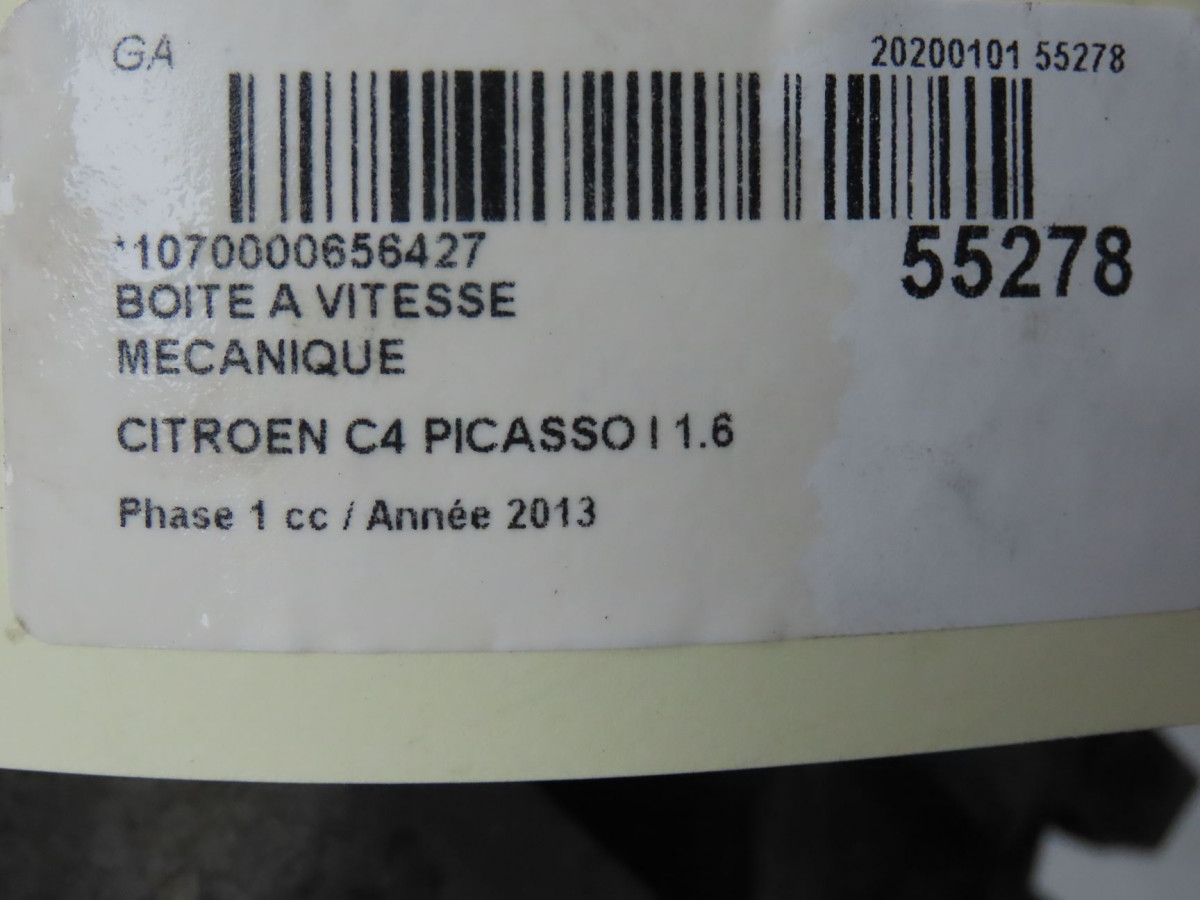 GA 20200101 55278
*1070000656427 55278
BOITE A VITESSE
MECANIQUE
CITROEN C4 PICASSO I 1.6
Phase 1 cc / Année 2013